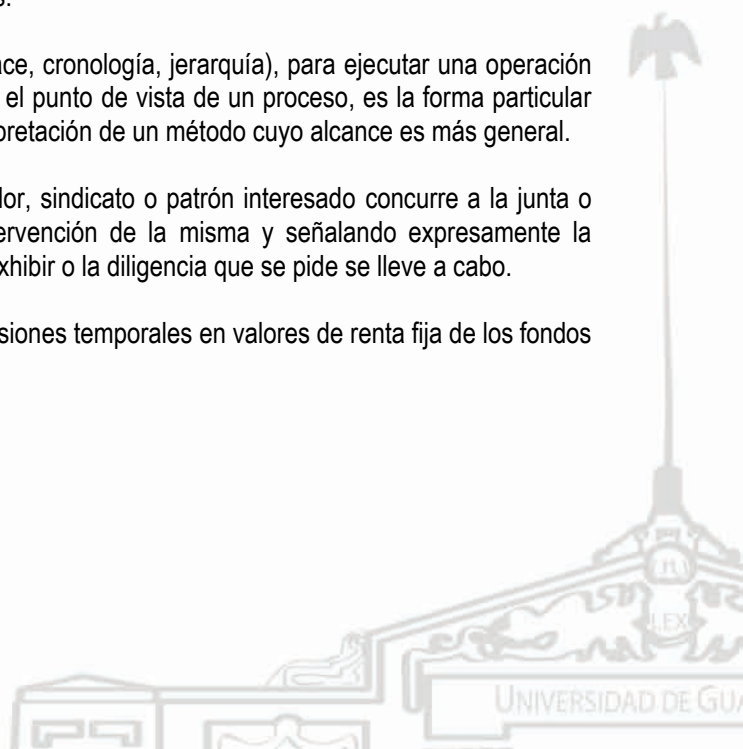 ce, cronología, jerarquía), para ejecutar una operación
el punto de vista de un proceso, es la forma particular
pretación de un método cuyo alcance es más general.
dor, sindicato o patrón interesado concurre a la junta o
ervención de la misma y señalando expresamente la
xhibir o la diligencia que se pide se lleve a cabo.
siones temporales en valores de renta fija de los fondos
LEX
UNIVERSIDAD DE GUA